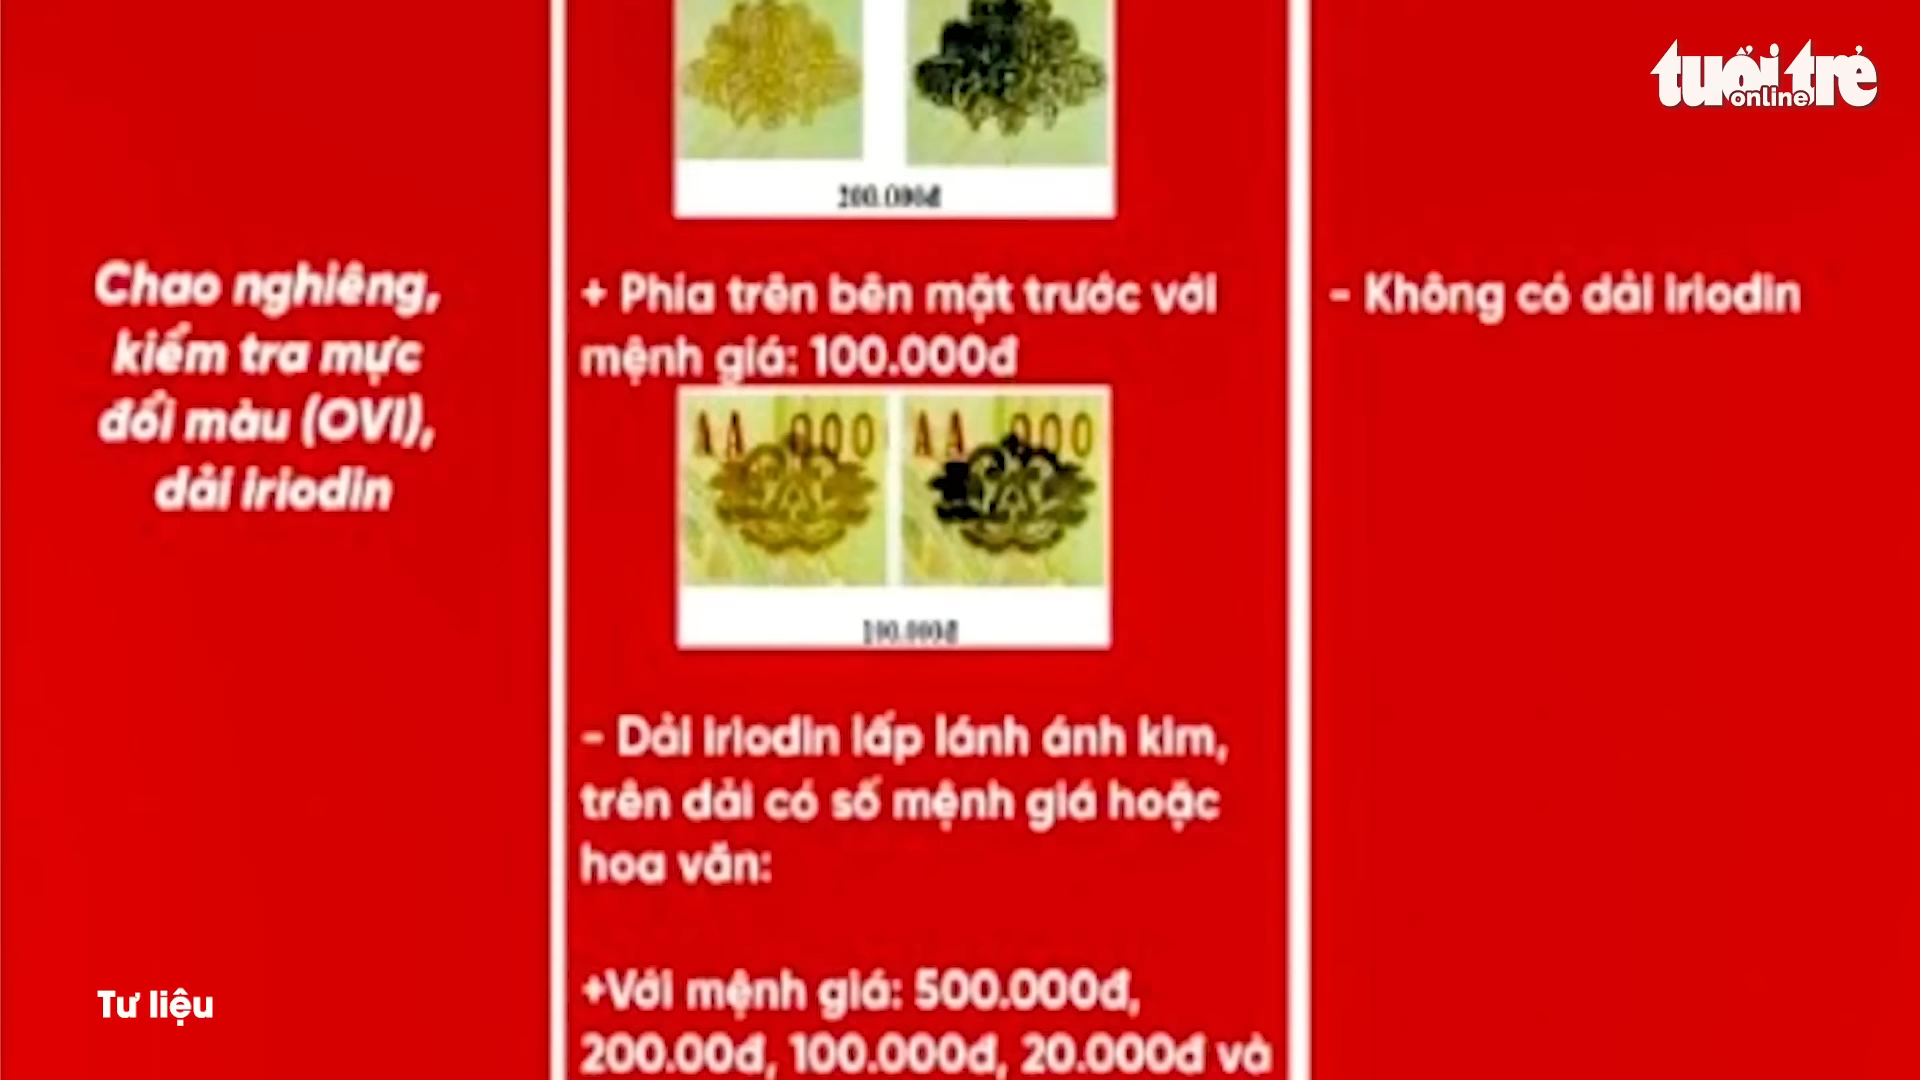 tuổi trẻ
online
200.000đ
Chao nghiêng,
kiểm tra mực
đổi màu (OVI),
dải iriodin
+ Phía trên bên mặt trước với
mệnh giá: 100.000đ
AA 000
AA 000
100.000đ
- Dải iriodin lấp lánh ánh kim,
trên dải có số mệnh giá hoặc
hoa văn:
+Với mệnh giá: 500.000đ,
200.00đ, 100.000đ, 20.000đ và
- Không có dải iriodin
Tư liệu